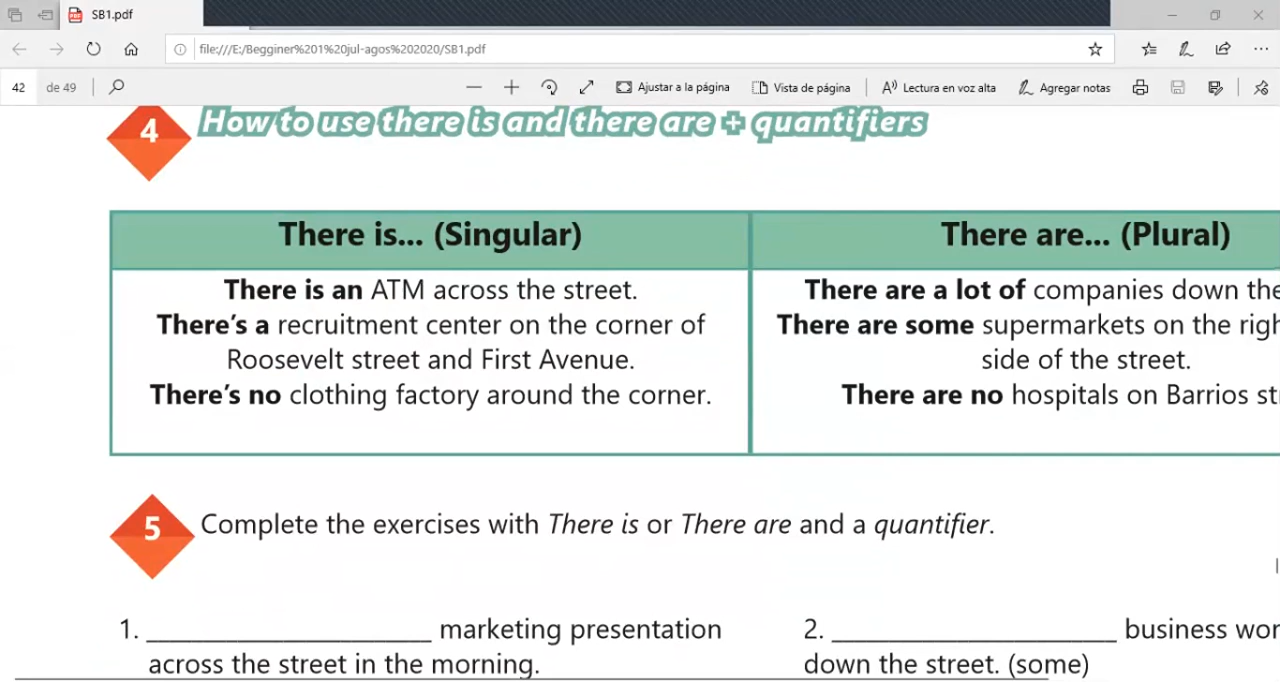 SB1.pdf
file:///E:/Begginer%201%20jul-agos%202020/SB1.pdf
42 de 49 Ajustar a la página Vista de página Lectura en voz alta Agregar notas
4 How to use there is and there are + quantifiers
There is... (Singular)
There is an ATM across the street.
There's a recruitment center on the corner of
Roosevelt street and First Avenue.
There's no clothing factory around the corner.
There are... (Plural)
There are a lot of companies down the
There are some supermarkets on the righ
side of the street.
There are no hospitals on Barrios st
5 Complete the exercises with There is or There are and a quantifier.
1. ________________________ marketing presentation
across the street in the morning.
2. ________________________ business wor
down the street. (some)